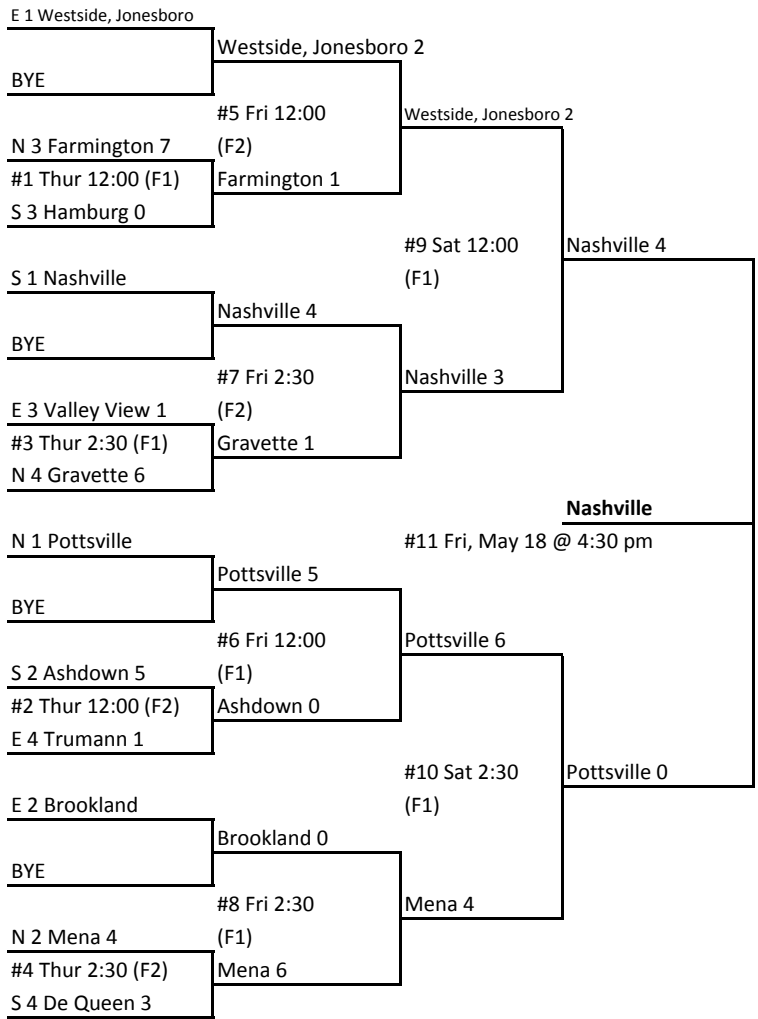 E 1 Westside, Jonesboro
Westside, Jonesboro 2
BYE
#5 Fri 12:00
(F2)
Westside, Jonesboro 2
N 3 Farmington 7
#1 Thur 12:00 (F1)
Farmington 1
S 3 Hamburg 0
#9 Sat 12:00
(F1)
Nashville 4
S 1 Nashville
Nashville 4
BYE
#7 Fri 2:30
(F2)
Nashville 3
E 3 Valley View 1
#3 Thur 2:30 (F1)
Gravette 1
N 4 Gravette 6
Nashville
#11 Fri, May 18 @ 4:30 pm
N 1 Pottsville
Pottsville 5
BYE
#6 Fri 12:00
(F1)
Pottsville 6
S 2 Ashdown 5
#2 Thur 12:00 (F2)
Ashdown 0
E 4 Trumann 1
#10 Sat 2:30
(F1)
Pottsville 0
E 2 Brookland
Brookland 0
BYE
#8 Fri 2:30
(F1)
Mena 4
N 2 Mena 4
#4 Thur 2:30 (F2)
Mena 6
S 4 De Queen 3